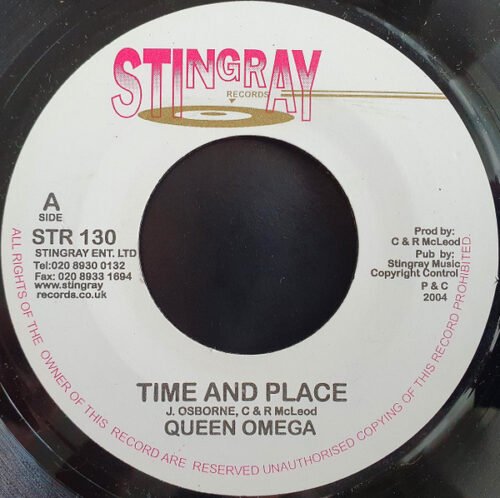 STINGRAY
RECORDS
A
SIDE
STR 130
STINGRAY ENT. LTD
Tel:020 8930 0132
Fax: 020 8933 1694
www.stingray
records.co.uk
Prod by:
C & R McLeod
Pub by:
Stingray Music
Copyright Control
P & C
2004
TIME AND PLACE
J. OSBORNE, C & R McLeod
QUEEN OMEGA
ALL RIGHTS OF THE OWNER OF THIS RECORD ARE RESERVED UNAUTHORISED COPYING OF THIS RECORD PROHIBITED